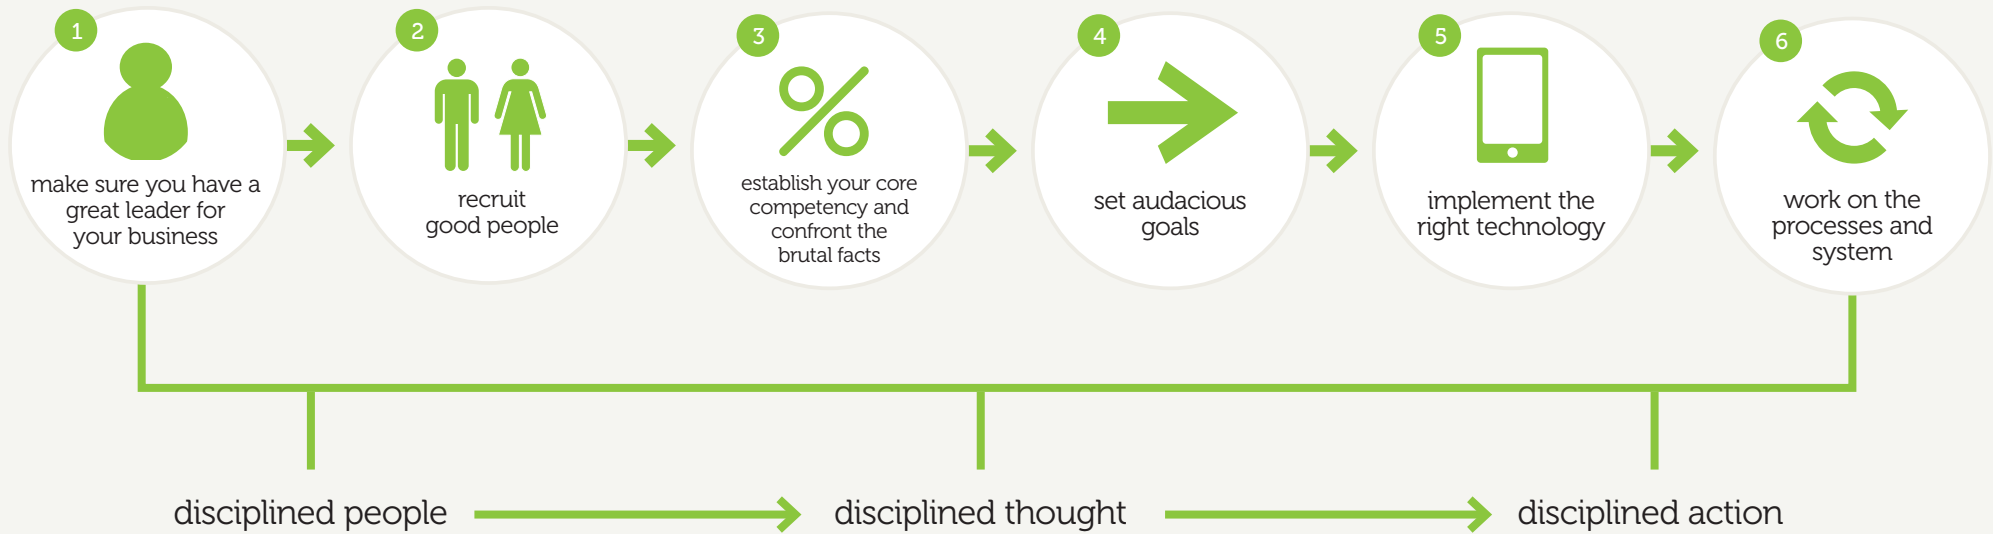 1
make sure you have a
great leader for
your business
2
recruit
good people
3
establish your core
competency and
confront the
brutal facts
4
set audacious
goals
5
implement the
right technology
6
work on the
processes and
system
disciplined people
disciplined thought
disciplined action